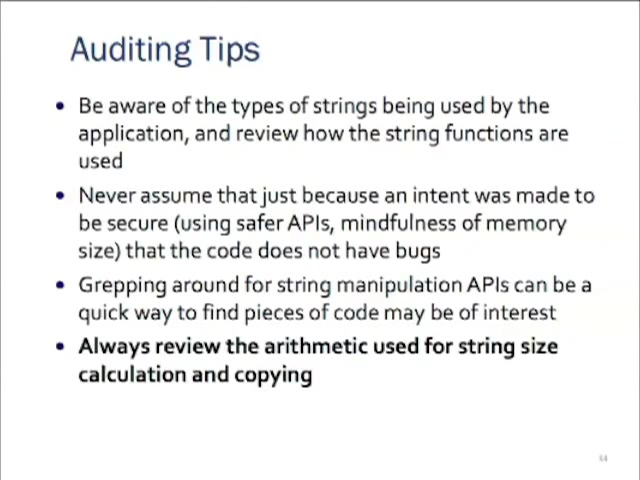 Auditing Tips
• Be aware of the types of strings being used by the
application, and review how the string functions are
used
• Never assume that just because an intent was made to
be secure (using safer APIs, mindfulness of memory
size) that the code does not have bugs
• Grepping around for string manipulation APIs can be a
quick way to find pieces of code may be of interest
• Always review the arithmetic used for string size
calculation and copying